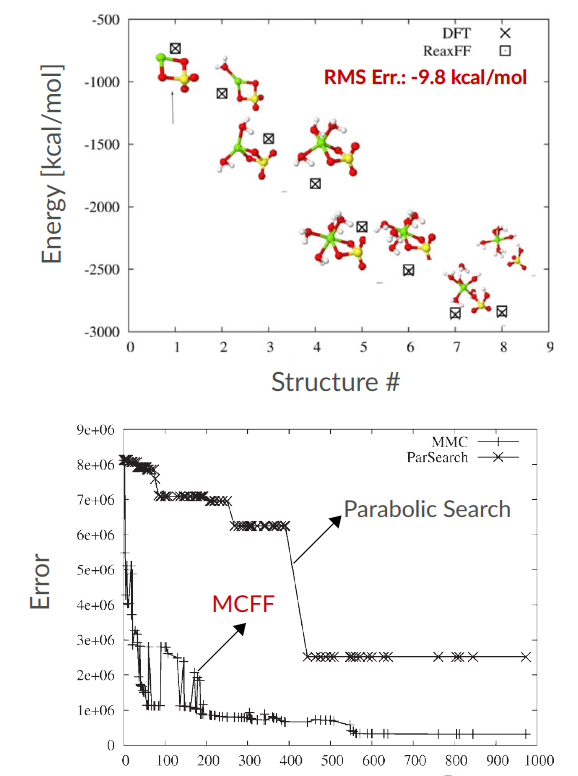 -500
DFT
ReaxFF
RMS Err.: -9.8 kcal/mol
-1000
-1500
-2000
-2500
-3000
Energy [kcal/mol]
0 1 2 3 4 5 6 7 8 9
Structure #
9e+06
MMC
ParSearch
8e+06
7e+06
Parabolic Search
6e+06
5e+06
4e+06
MCFF
3e+06
2e+06
1e+06
0
Error
0 100 200 300 400 500 600 700 800 900 1000